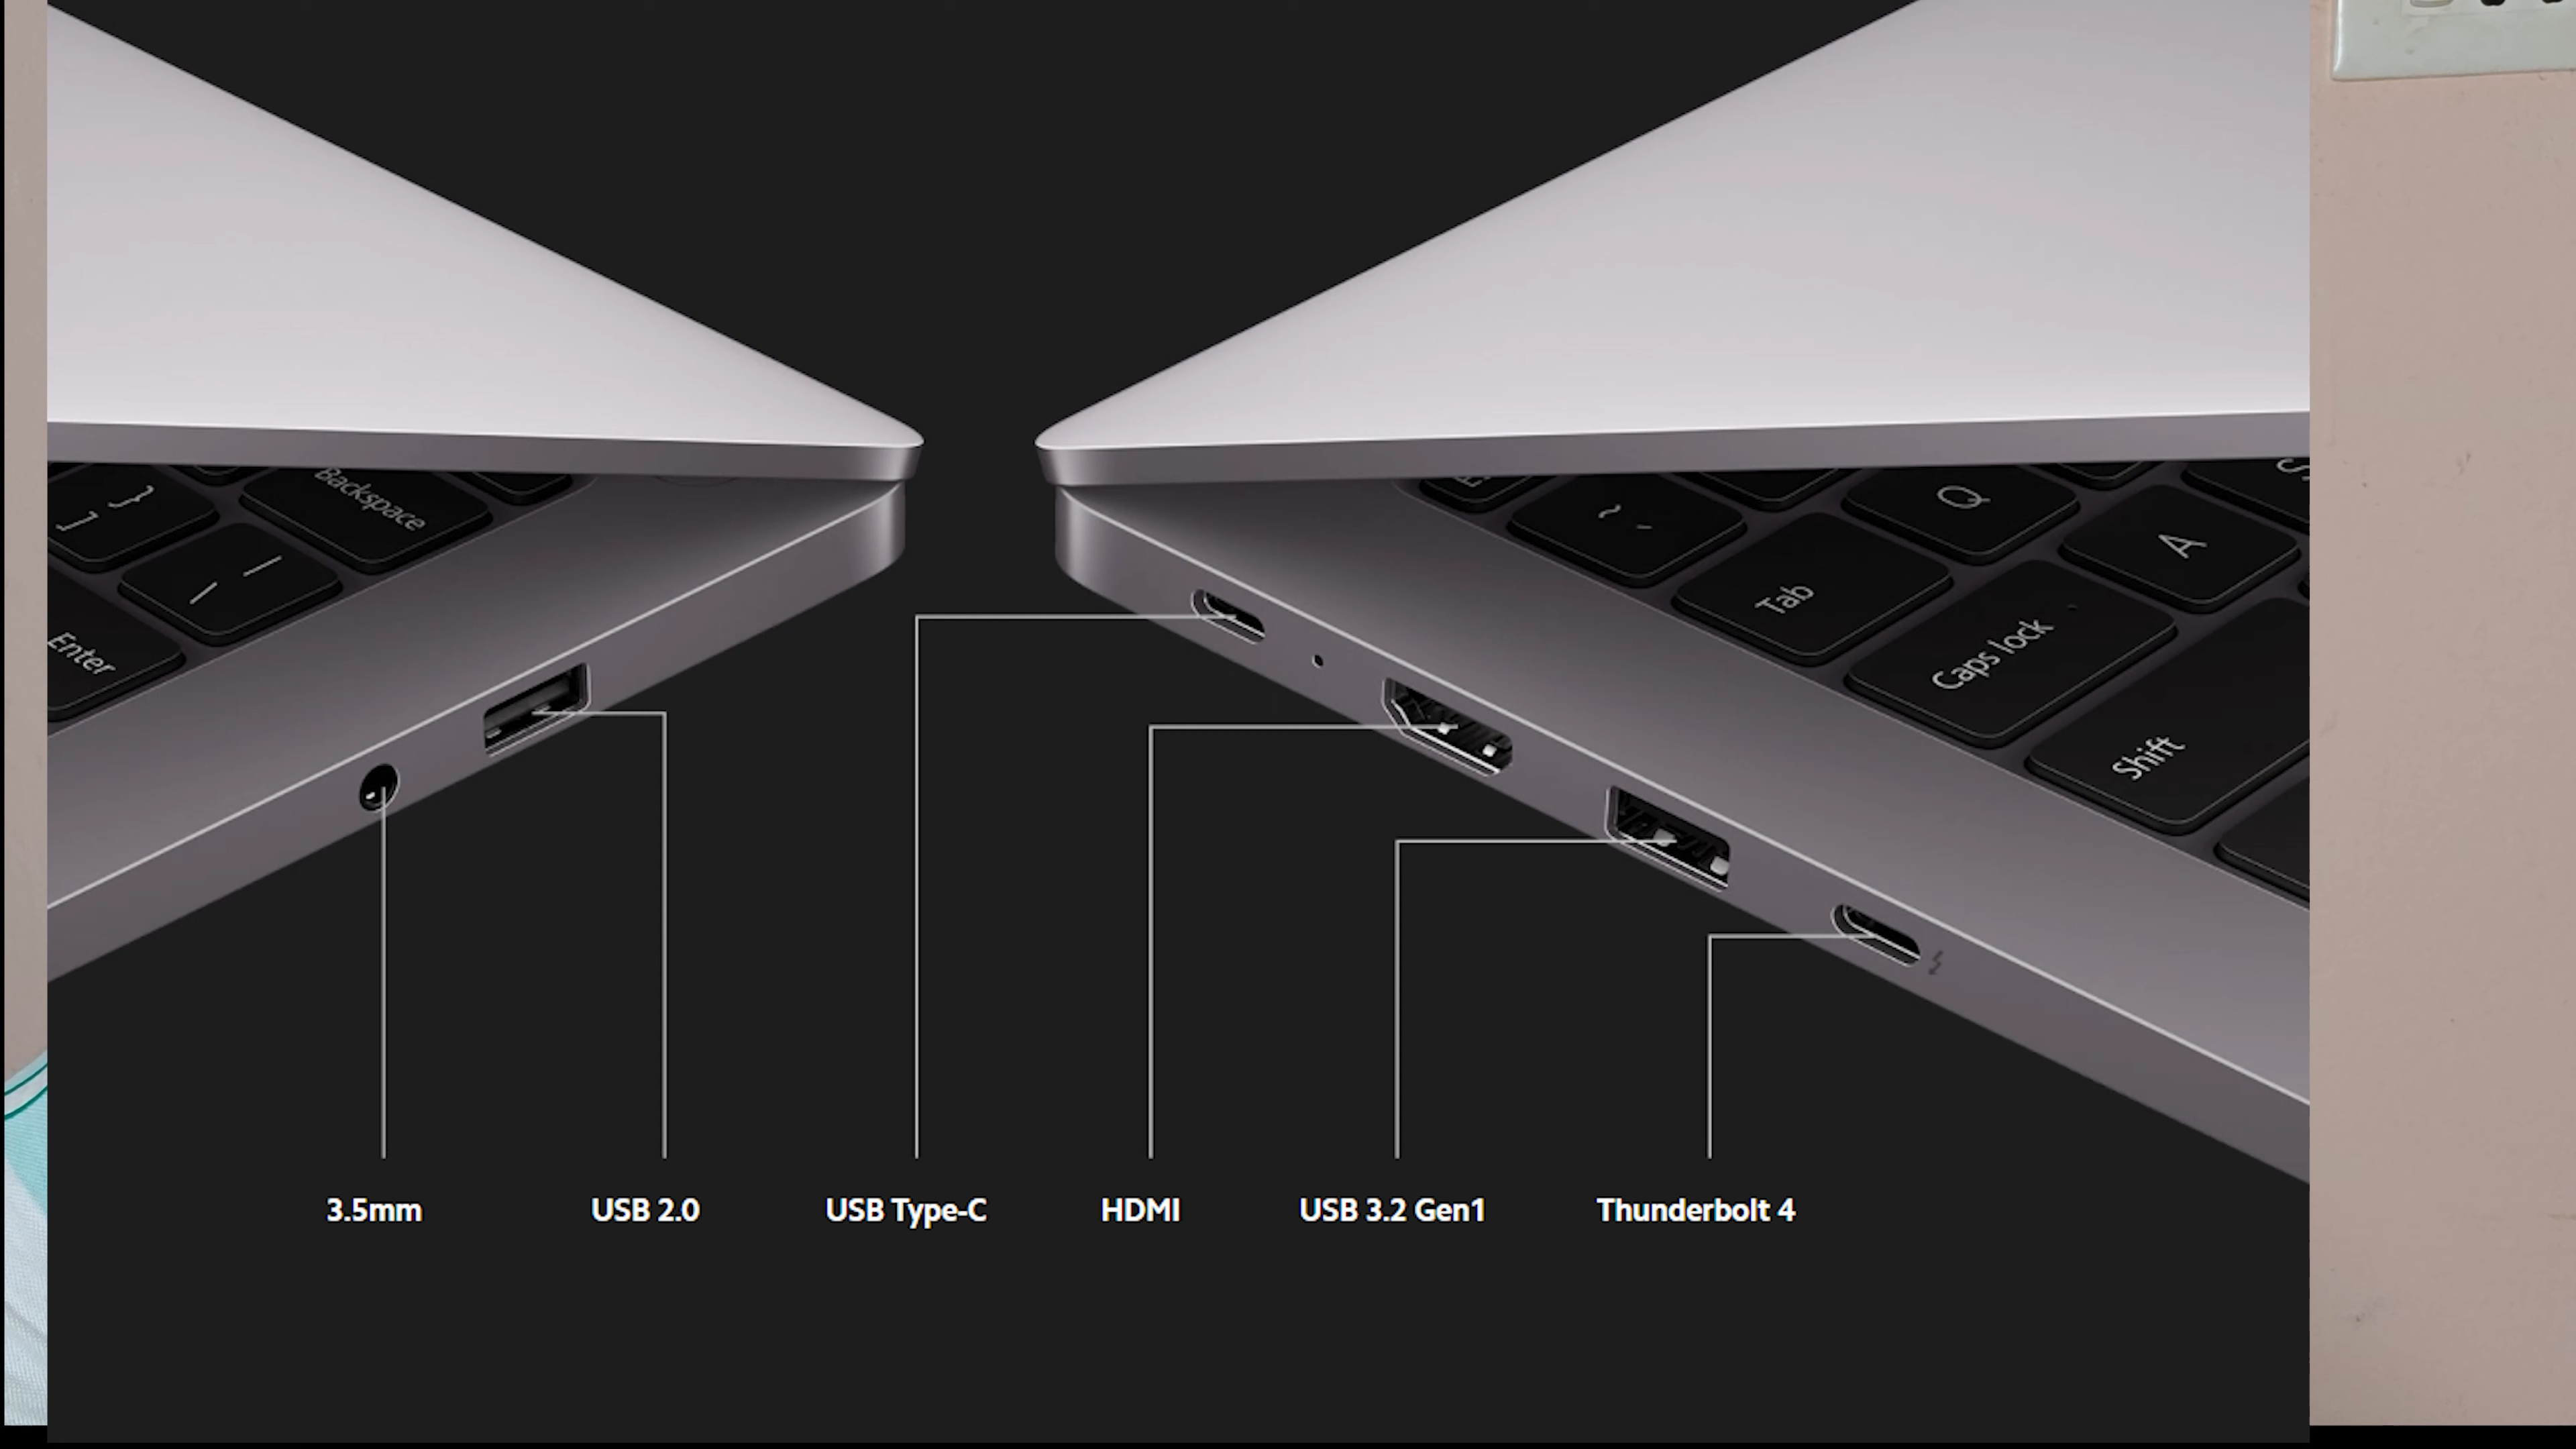 Backspace
] }
\ |
Enter
~ `
Q
A
Tab
Caps lock
Shift
3.5mm
USB 2.0
USB Type-C
HDMI
USB 3.2 Gen1
Thunderbolt 4